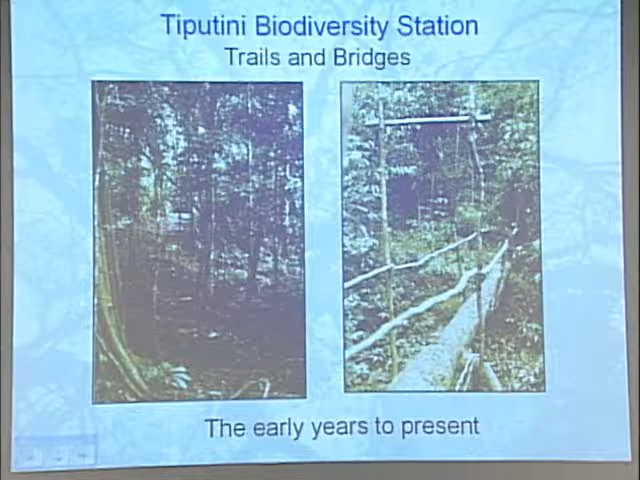 Tiputini Biodiversity Station
Trails and Bridges
The early years to present